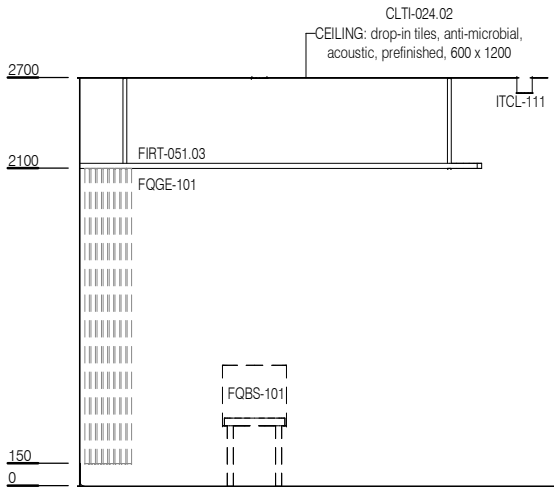 CLTI-024.02
CEILING: drop-in tiles, anti-microbial,
acoustic, prefinished, 600 x 1200
2700
ITCL-111
FIRT-051.03
2100
FQGE-101
FQBS-101
150
0